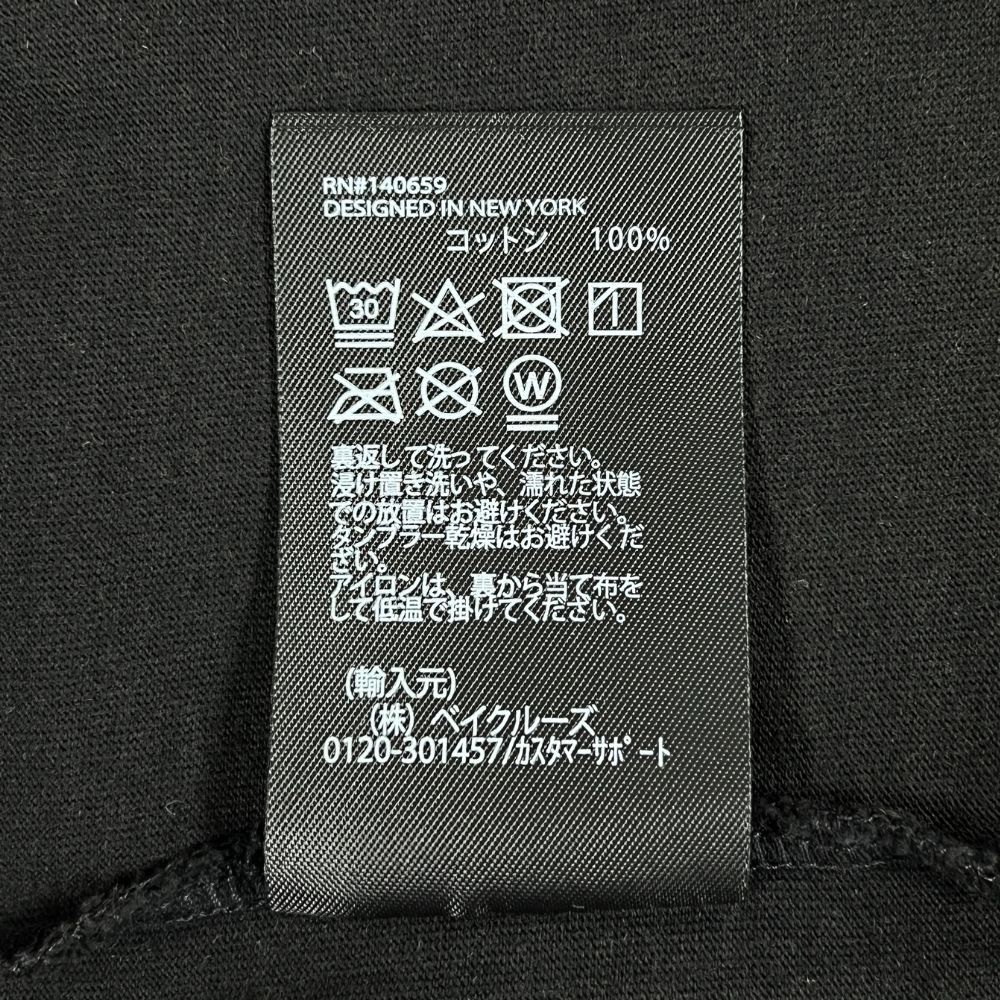 RN#140659
DESIGNED IN NEW YORK
コットン 100%
30
W
裏返して洗ってください。
浸け置き洗いや、濡れた状態
での放置はお避けください。
タンブラー乾燥はお避けくだ
さい。
アイロンは、裏から当て布を
して低温で掛けてください。
(輸入元)
(株) ベイクルーズ
0120-301457/ｶｽﾀﾏｰｻﾎﾟｰﾄ